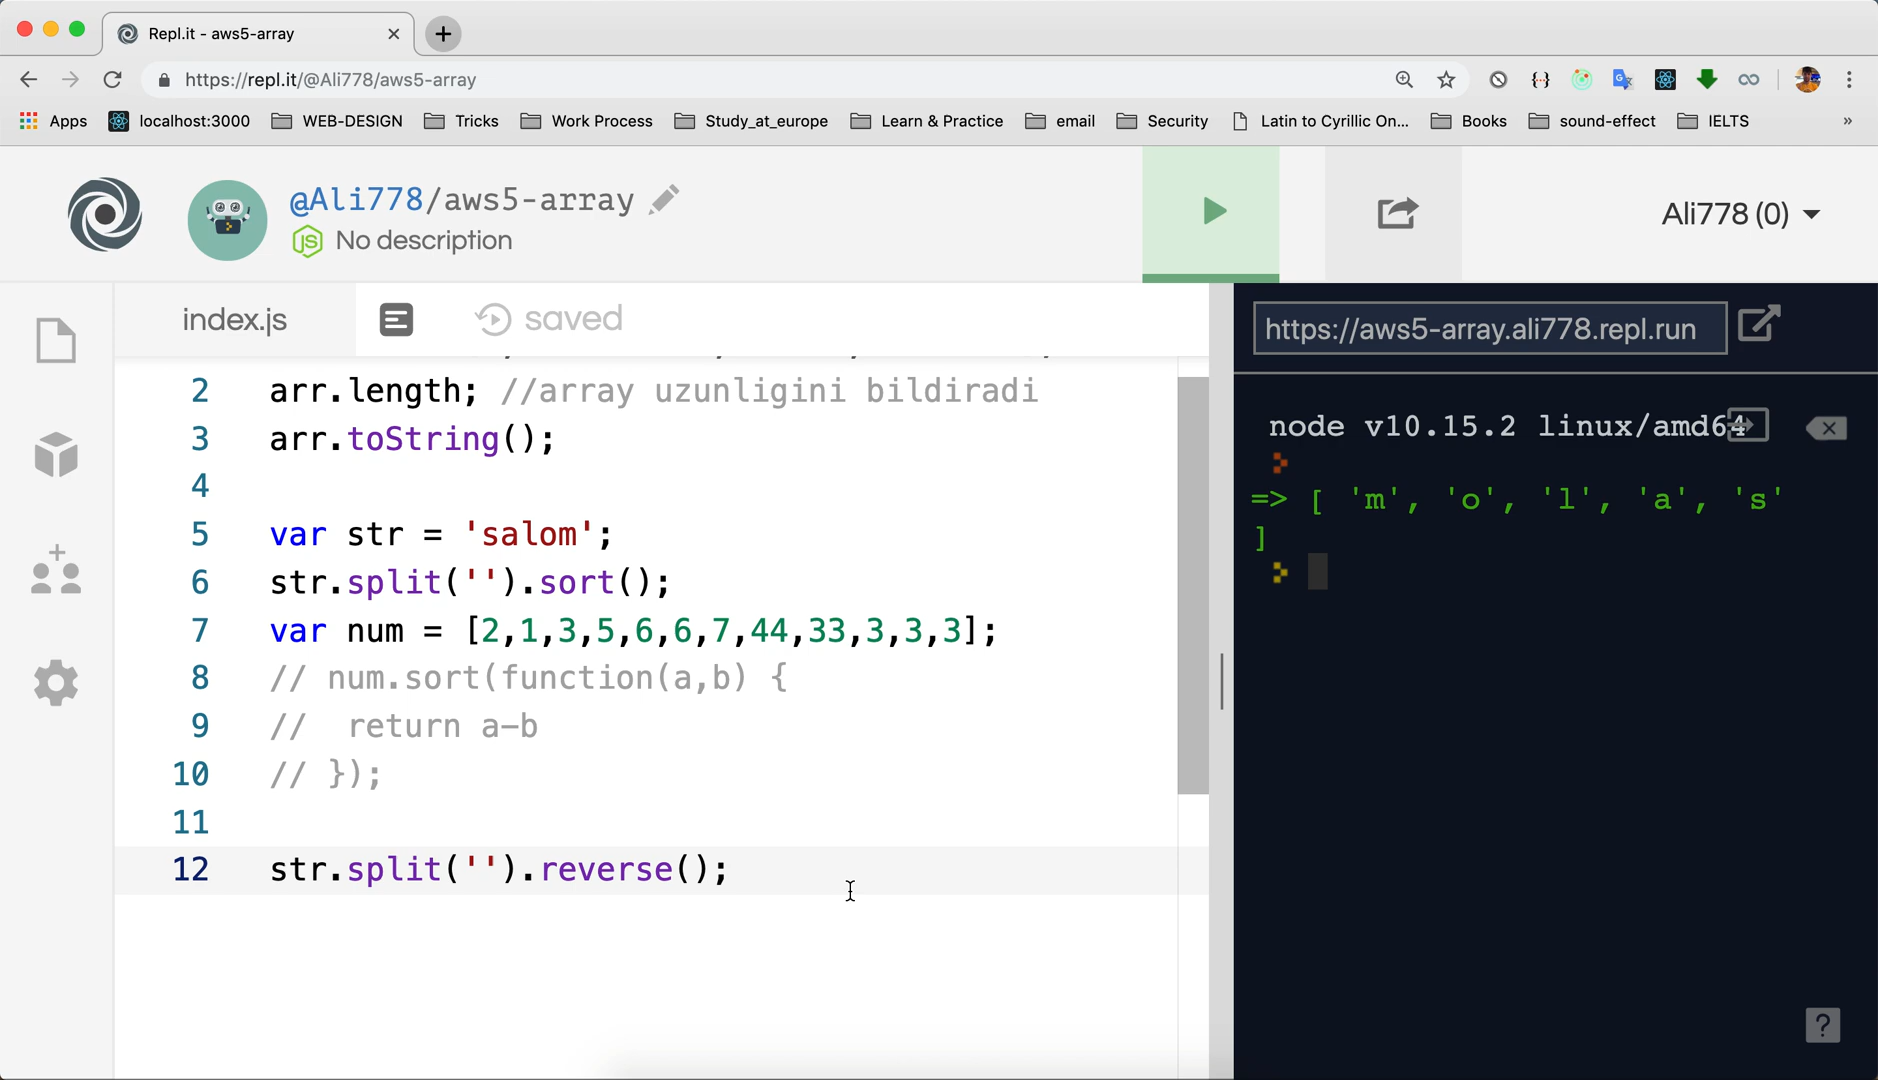 Repl.it - aws5-array
https://repl.it/@Ali778/aws5-array
Apps localhost:3000 WEB-DESIGN Tricks Work Process Study_at_europe Learn & Practice email Security Latin to Cyrillic On... Books sound-effect IELTS »
@Ali778/aws5-array
No description
Ali778 (0)
index.js
saved
2 arr.length; //array uzunligini bildiradi
3 arr.toString();
4
5 var str = 'salom';
6 str.split('').sort();
7 var num = [2,1,3,5,6,6,7,44,33,3,3,3];
8 // num.sort(function(a,b) {
9 //  return a-b
10 // });
11
12 str.split('').reverse();
https://aws5-array.ali778.repl.run
node v10.15.2 linux/amd64
=> [ 'm', 'o', 'l', 'a', 's'
]
?